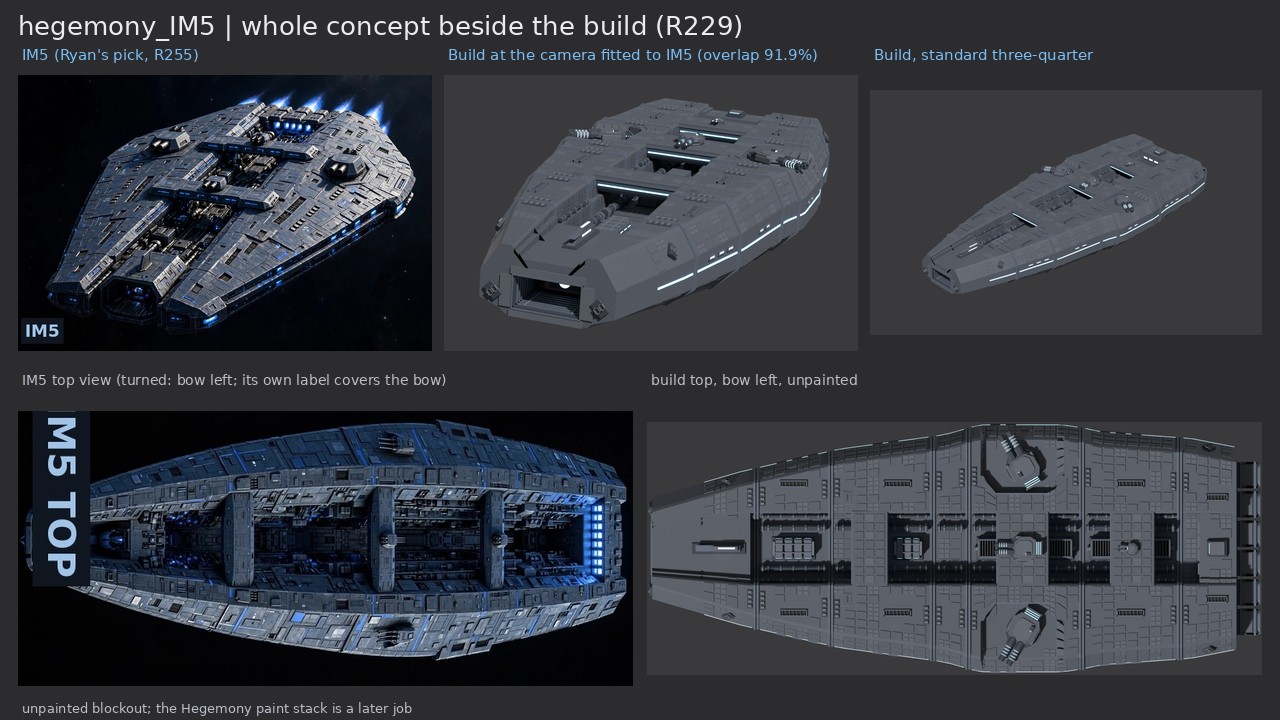 hegemony_IM5 | whole concept beside the build (R229)
IM5 (Ryan's pick, R255)
Build at the camera fitted to IM5 (overlap 91.9%)
Build, standard three-quarter
IM5
IM5 top view (turned: bow left; its own label covers the bow)
build top, bow left, unpainted
IM5 TOP
unpainted blockout; the Hegemony paint stack is a later job